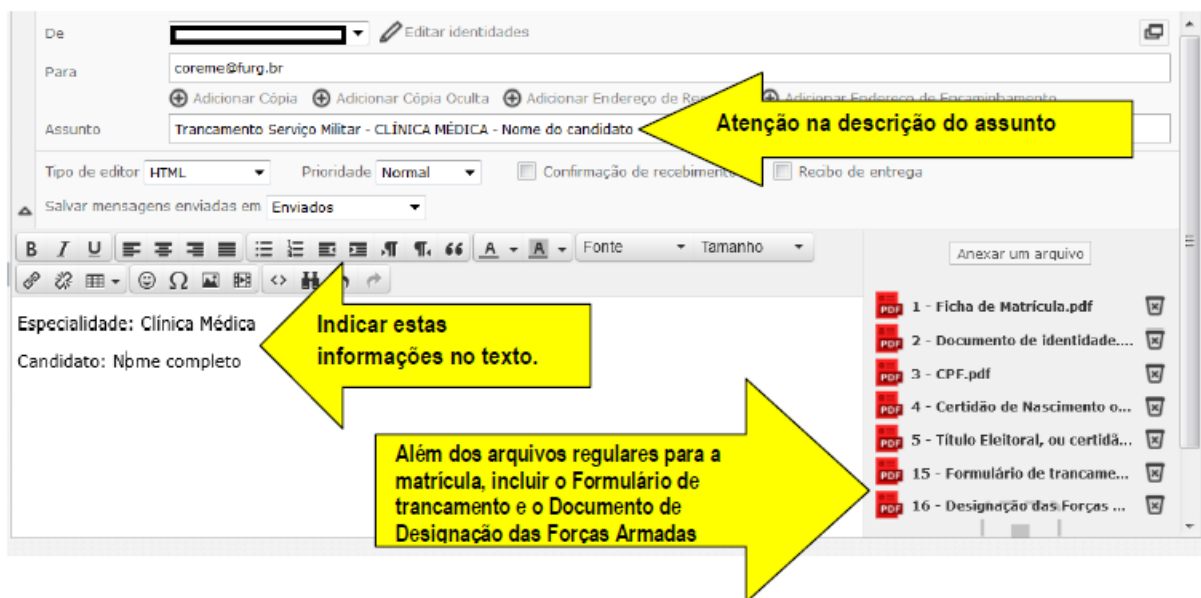 De
Editar identidades
Para
coreme@furg.br
Adicionar Cópia Adicionar Cópia Oculta Adicionar Endereço de Adicionar Endereço de Encaminhamento
Assunto
Trancamento Serviço Militar - CLÍNICA MÉDICA - Nome do candidato
Atenção na descrição do assunto
Tipo de editor HTML Prioridade Normal Confirmação de recebimento Recibo de entrega
Salvar mensagens enviadas em Enviados
Fonte Tamanho
Anexar um arquivo
Especialidade: Clínica Médica
Candidato: Nome completo
Indicar estas
informações no texto.
1 - Ficha de Matrícula.pdf
2 - Documento de identidade....
3 - CPF.pdf
4 - Certidão de Nascimento o...
5 - Título Eleitoral, ou certidã...
15 - Formulário de trancame...
16 - Designação das Forças ...
Além dos arquivos regulares para a
matrícula, incluir o Formulário de
trancamento e o Documento de
Designação das Forças Armadas